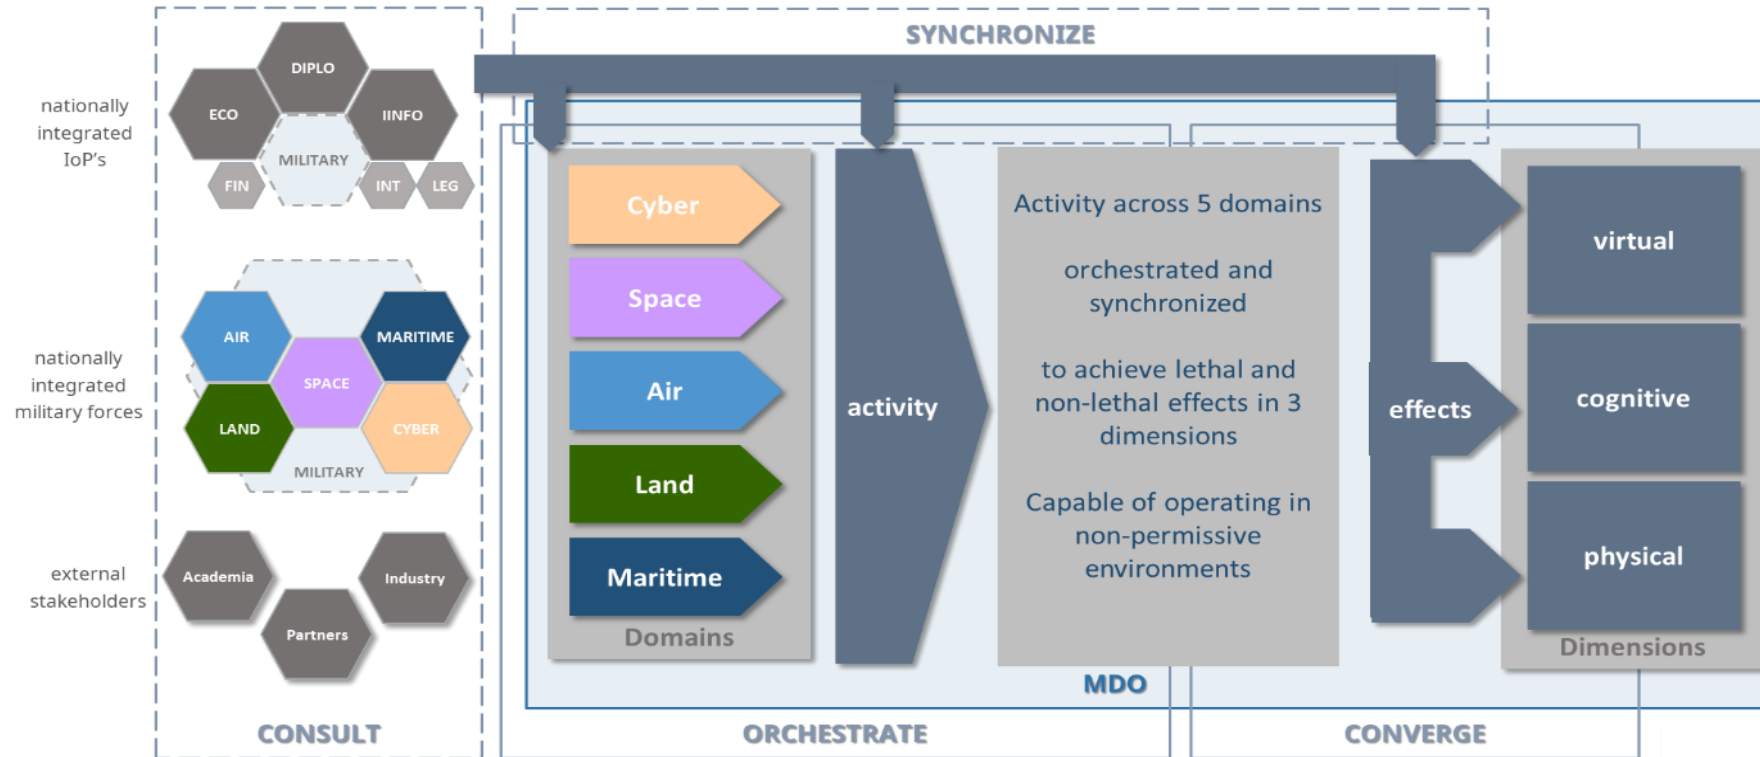 SYNCHRONIZE
nationally
integrated
IoP's
DIPLO
ECO
IINFO
MILITARY
FIN
INT
LEG
nationally
integrated
military forces
AIR
MARITIME
SPACE
LAND
CYBER
MILITARY
external
stakeholders
Academia
Industry
Partners
CONSULT
Cyber
Space
Air
Land
Maritime
Domains
activity
Activity across 5 domains
orchestrated and
synchronized
to achieve lethal and
non-lethal effects in 3
dimensions
Capable of operating in
non-permissive
environments
effects
virtual
cognitive
physical
Dimensions
MDO
ORCHESTRATE
CONVERGE